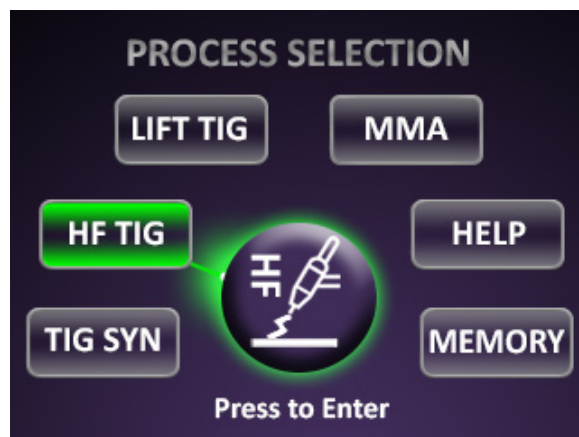 PROCESS SELECTION
LIFT TIG
MMA
HF TIG
HELP
HF
TIG SYN
MEMORY
Press to Enter